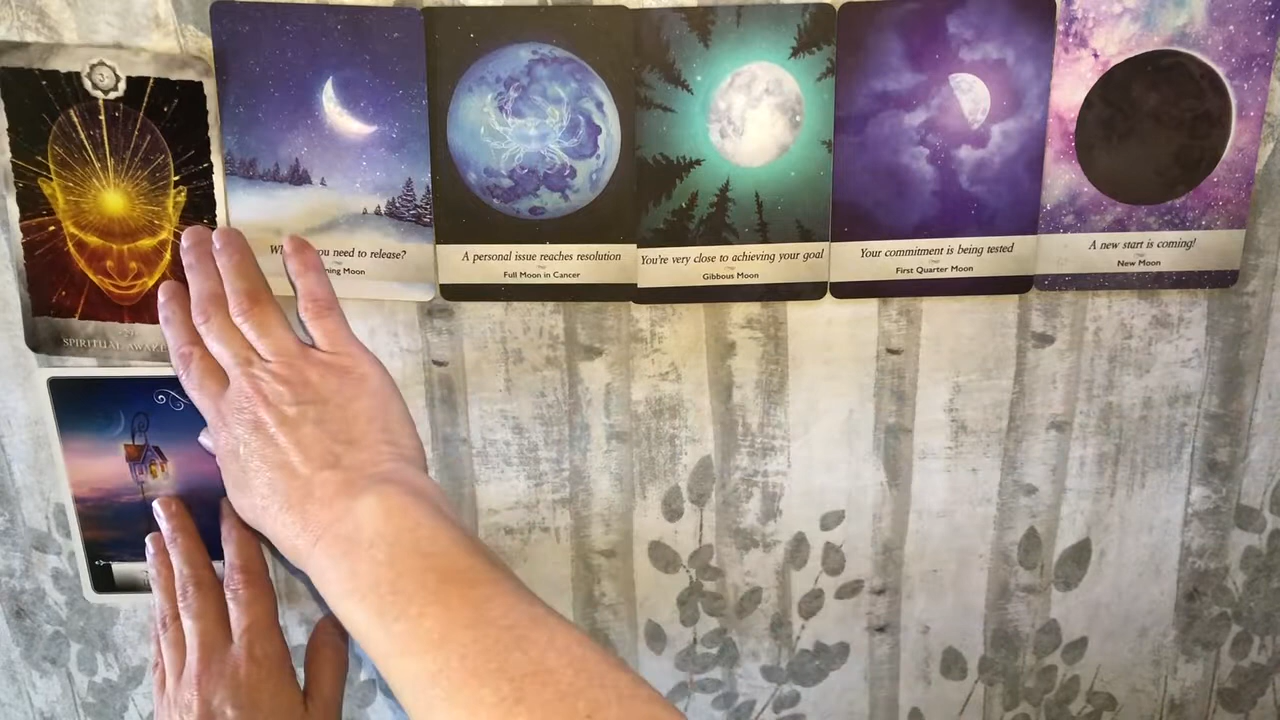 3
SPIRITUAL AWAKE
you need to release?
ning Moon
A personal issue reaches resolution
Full Moon in Cancer
You're very close to achieving your goal
Gibbous Moon
Your commitment is being tested
First Quarter Moon
A new start is coming!
New Moon